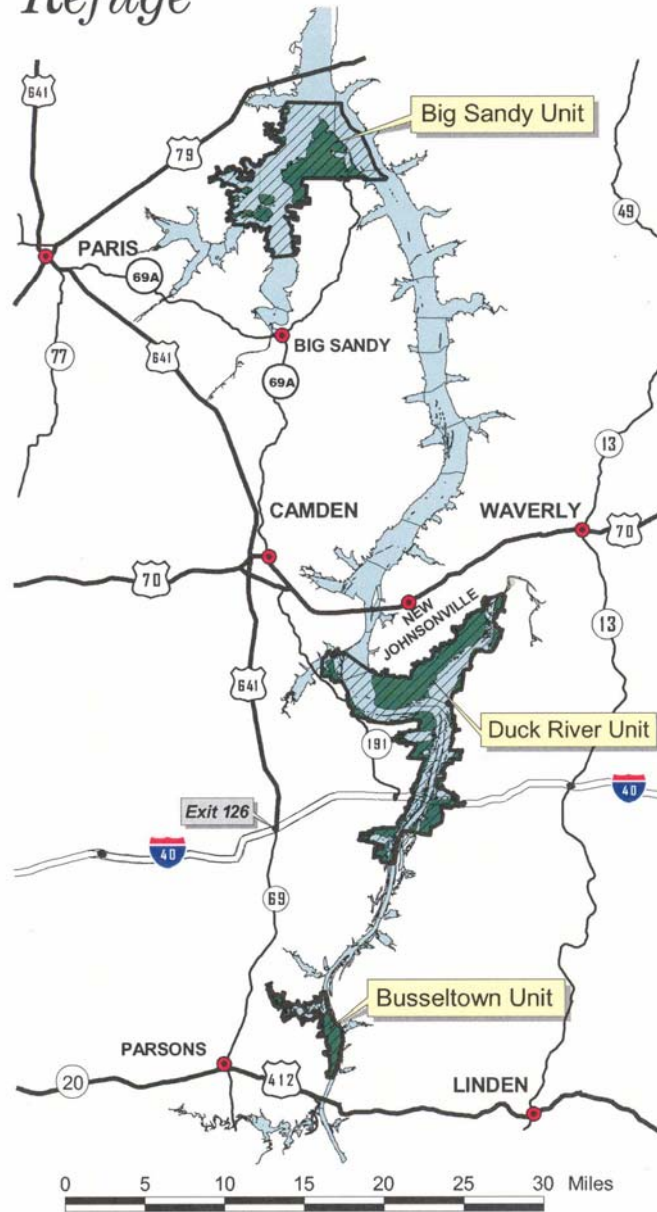 Refuge
641
79
Big Sandy Unit
49
PARIS
69A
77
641
BIG SANDY
69A
13
CAMDEN
WAVERLY
70
70
NEW
JOHNSONVILLE
13
641
Duck River Unit
191
Exit 126
40
40
69
Busseltown Unit
PARSONS
20
412
LINDEN
0 5 10 15 20 25 30 Miles